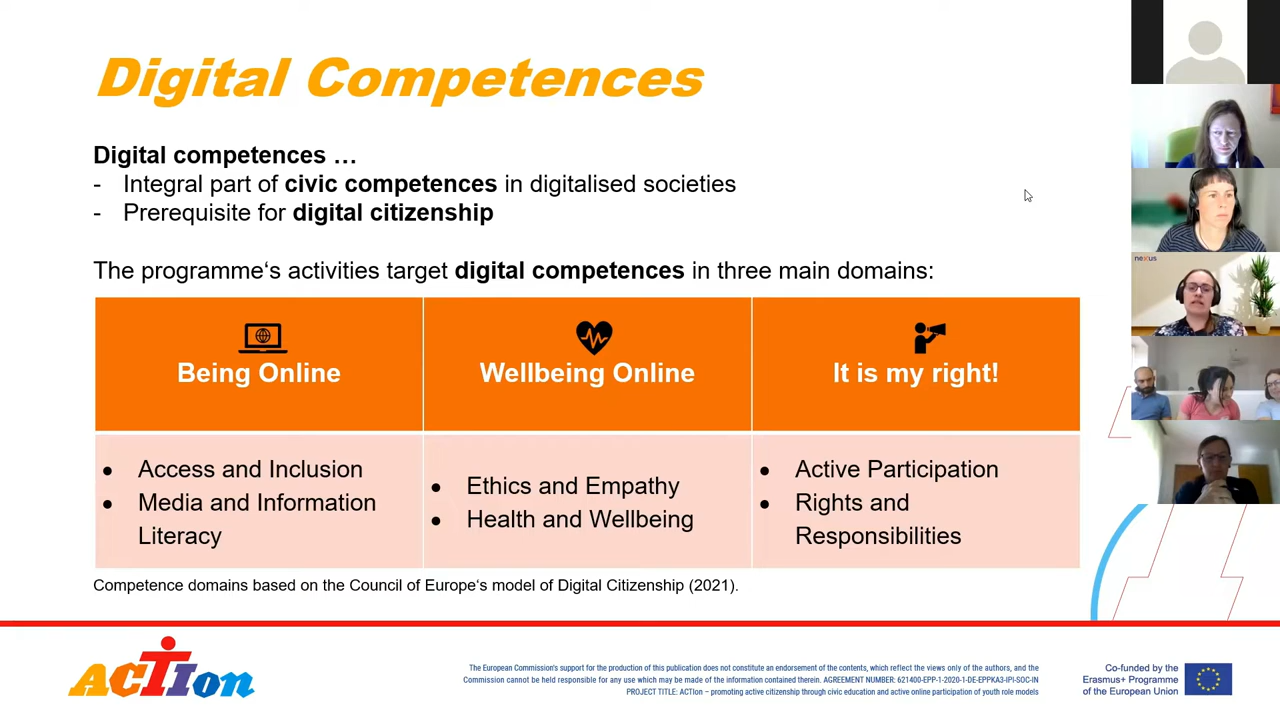 Digital Competences
Digital competences …
- Integral part of civic competences in digitalised societies
- Prerequisite for digital citizenship
The programme‘s activities target digital competences in three main domains:
Being Online
Wellbeing Online
It is my right!
• Access and Inclusion
• Media and Information
Literacy
• Ethics and Empathy
• Health and Wellbeing
• Active Participation
• Rights and
Responsibilities
Competence domains based on the Council of Europe‘s model of Digital Citizenship (2021).
nexus
ACTIon
The European Commission's support for the production of this publication does not constitute an endorsement of the contents, which reflect the views only of the authors, and the
Commission cannot be held responsible for any use which may be made of the information contained therein. AGREEMENT NUMBER: 621400-EPP-1-2020-1-DE-EPPKA3-IPI-SOC-IN
PROJECT TITLE: ACTIon – promoting active citizenship through civic education and active online participation of youth role models
Co-funded by the
Erasmus+ Programme
of the European Union